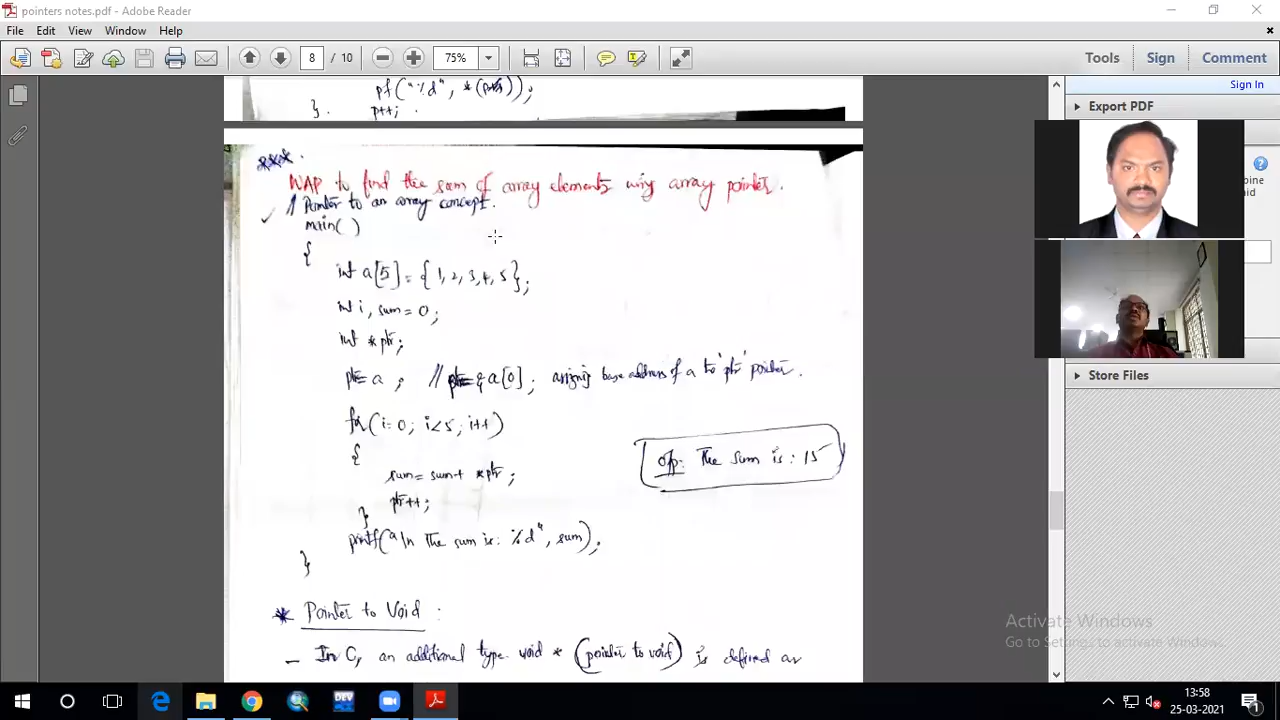 pointers notes.pdf - Adobe Reader
File Edit View Window Help
8 / 10 75% Tools Sign Comment
Sign In
Export PDF
pf("%d", *(
} . p++;
***.
WAP to find the sum of array elements using array pointer.
// Pointer to an array concept.
main( )
{
int a[5] = { 1, 2, 3, 4, 5 };
int i, sum = 0;
int *ptr;
ptr= a ; // ptr= &a[0]; assigning base address of a to 'ptr' pointer.
for(i=0; i<5; i++)
{
sum = sum + *ptr ;
ptr++;
}
o/p: The sum is : 15
printf("\n The sum is: %d", sum);
}
* Pointer to Void :
- In C, an additional type void * (pointer to void) is defined as
bine
nid
Store Files
Activate Windows
Go to Settings to activate Windows.
DEV
13:58
25-03-2021
1